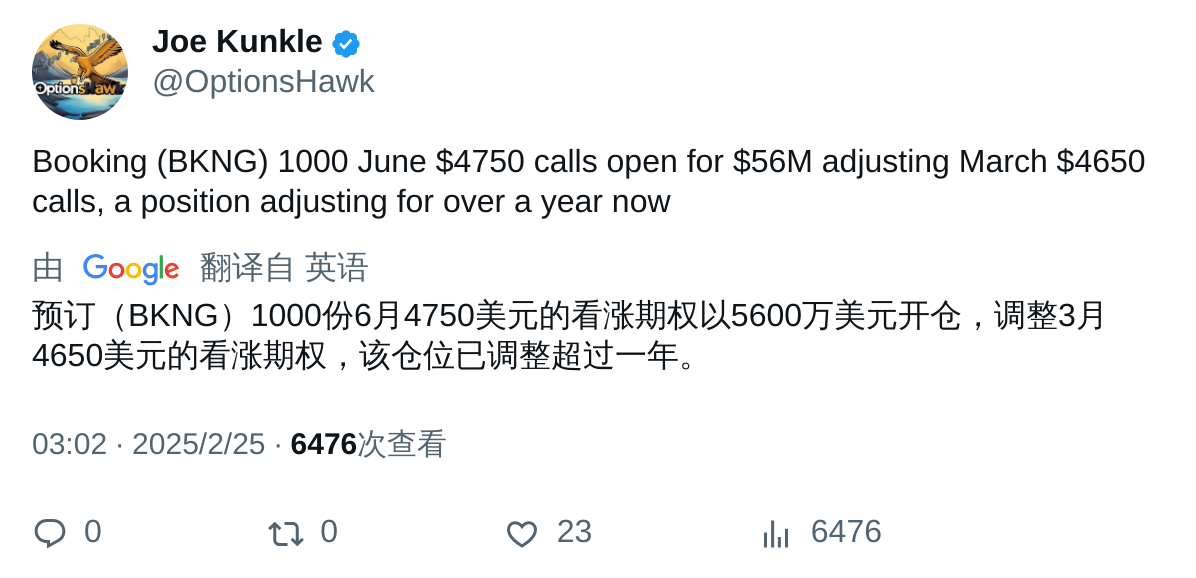 OptionsHawk
Joe Kunkle
@OptionsHawk
Booking (BKNG) 1000 June $4750 calls open for $56M adjusting March $4650
calls, a position adjusting for over a year now
由 Google 翻译自 英语
预订（BKNG）1000份6月4750美元的看涨期权以5600万美元开仓，调整3月
4650美元的看涨期权，该仓位已调整超过一年。
03:02 · 2025/2/25 · 6476次查看
0 0 23 6476